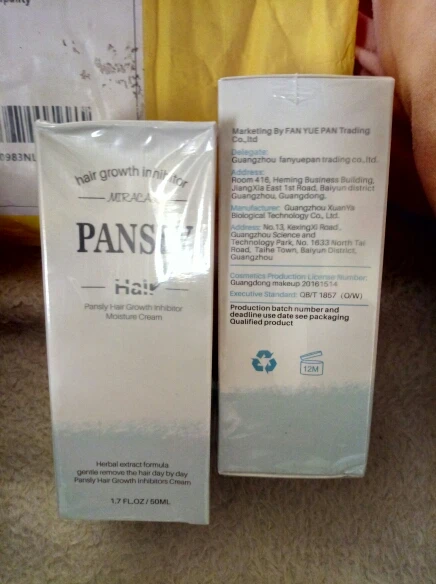 0983NL
hair growth inhibitor
PANSLY
Hair
Pansly Hair Growth Inhibitor
Moisture Cream
Herbal extract formula
gentle remove the hair day by day
Pansly Hair Growth Inhibitors Cream
1.7 FL.OZ / 50ML
Marketing By FAN YUE PAN Trading
Co,.ltd
Delegate:
Guangzhou fanyuepan trading co.,ltd.
Address:
Room 416, Heming Business Building,
JiangXia East 1st Road, Baiyun district
Guangzhou, Guangdong.
Manufacturer: Guangzhou XuanYa
Biological Technology Co., Ltd.
Address: No.13, KexingXi Road,
Guangzhou Science and
Technology Park, No. 1633 North Tai
Road, Taihe Town, Baiyun District,
Guangzhou
Cosmetics Production License Number:
Guangdong makeup 20161514
Executive Standard: QB/T 1857 (O/W)
Production batch number and
deadline use date see packaging
Qualified product
12M